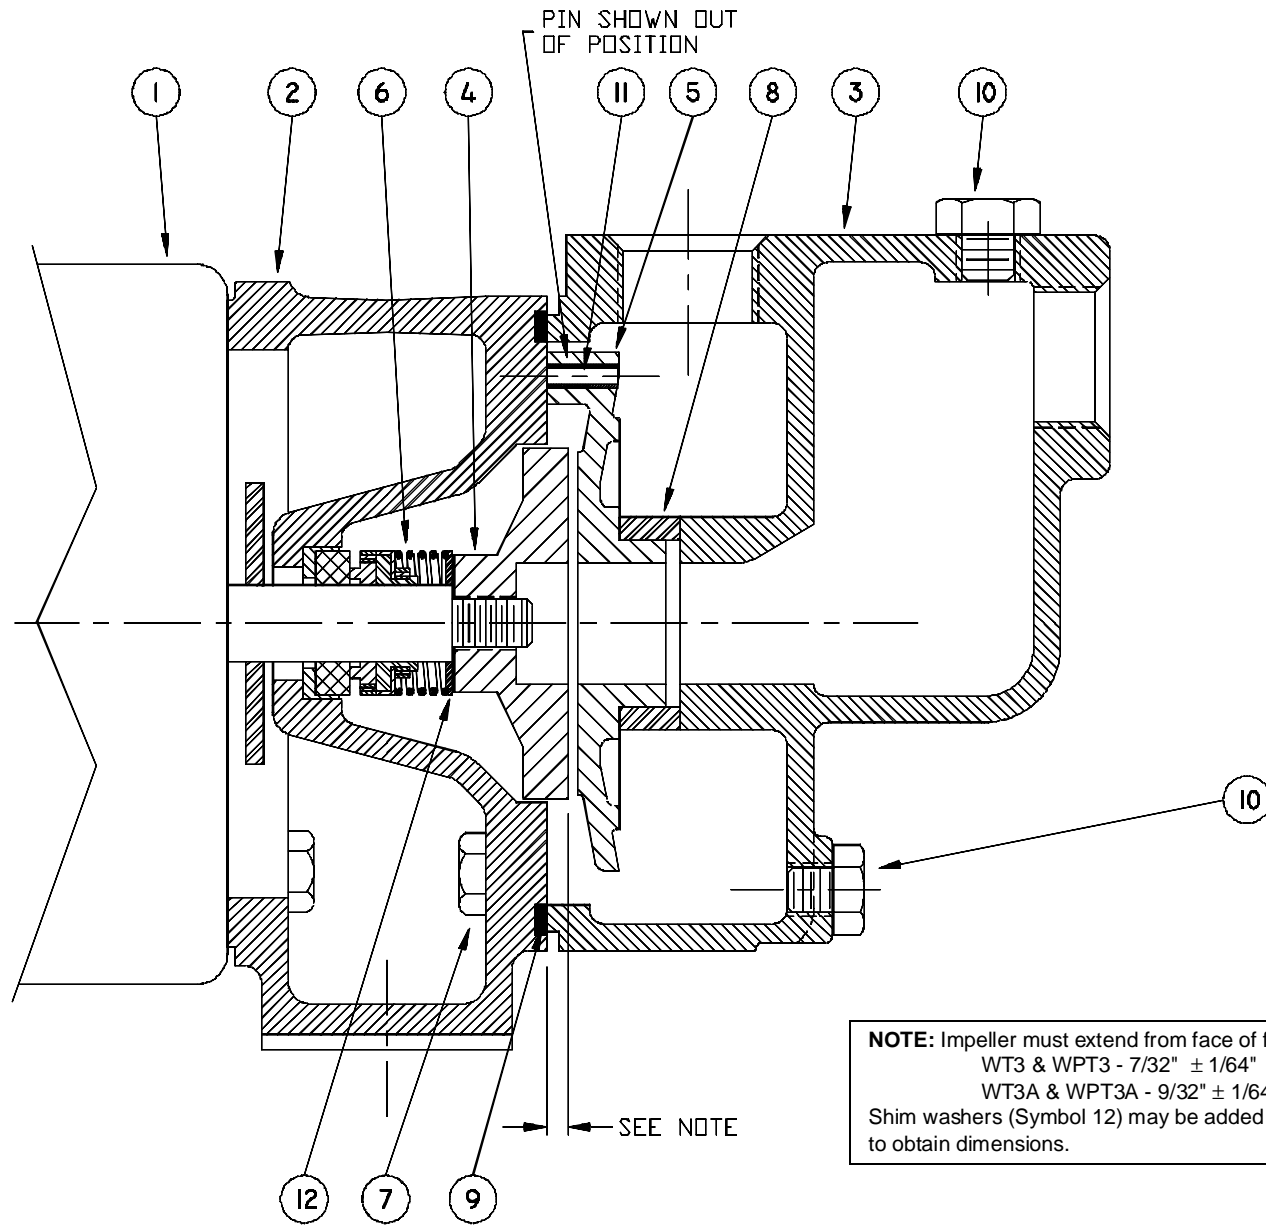 PIN SHOWN OUT
OF POSITION
1 2 6 4 11 5 8 3 10
10
NOTE: Impeller must extend from face of
WT3 & WPT3 - 7/32" ± 1/64"
WT3A & WPT3A - 9/32" ± 1/64
Shim washers (Symbol 12) may be added
to obtain dimensions.
SEE NOTE
12 7 9